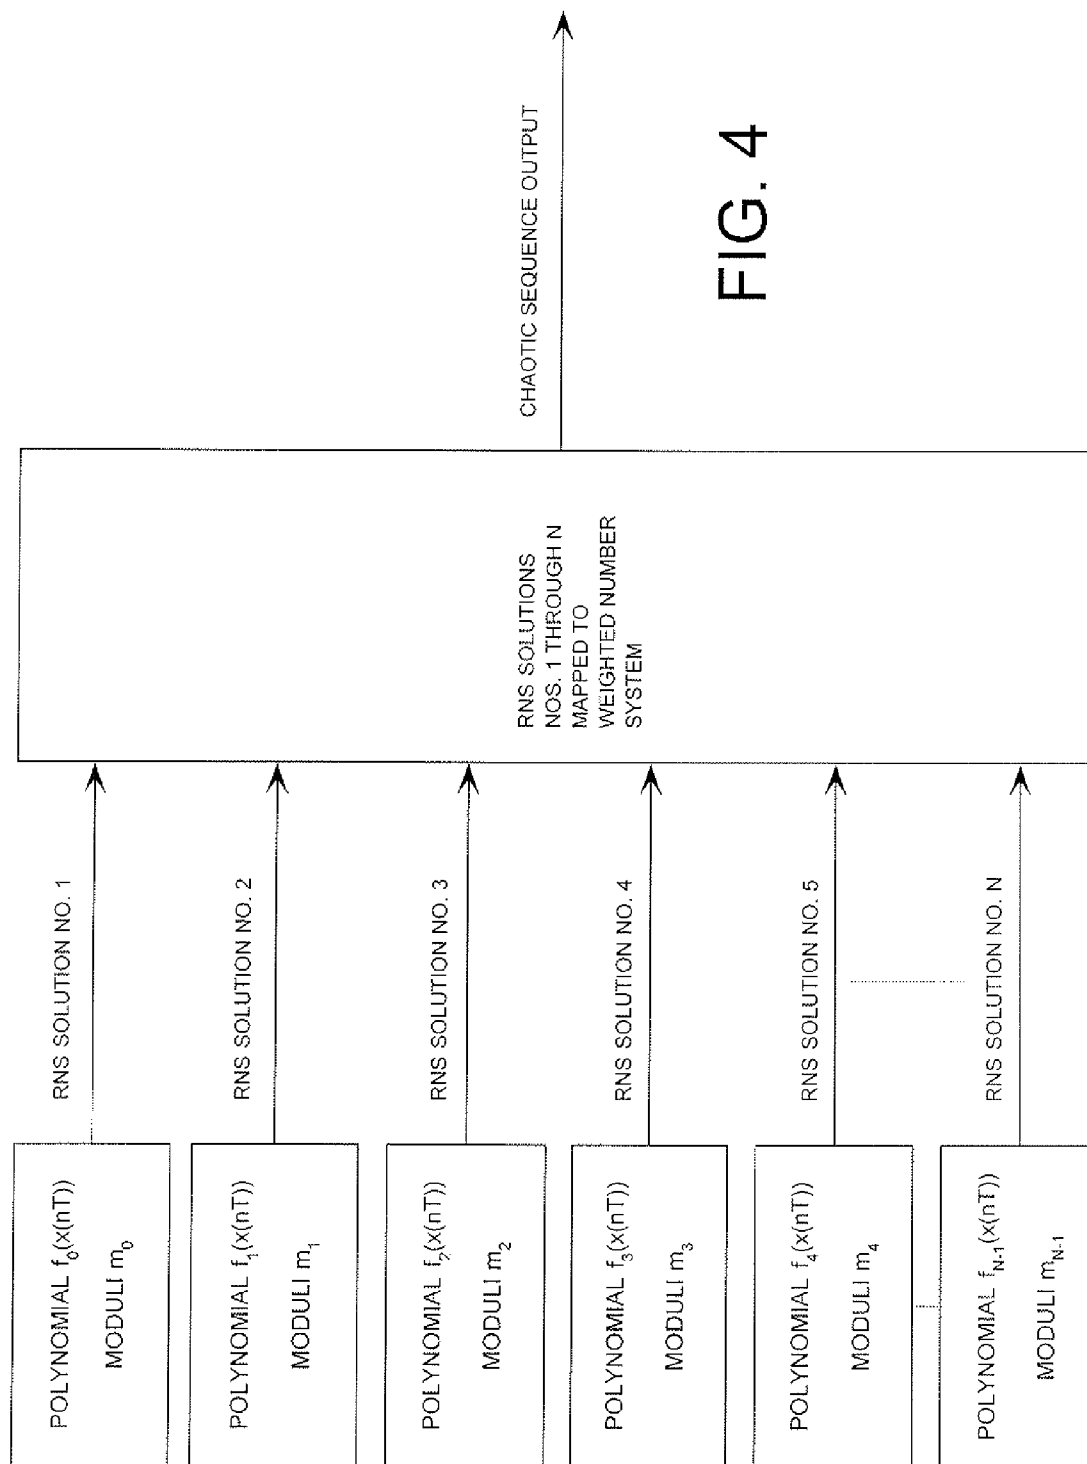 POLYNOMIAL f0(x(nT))
MODULI m0
RNS SOLUTION NO. 1
POLYNOMIAL f1(x(nT))
MODULI m1
RNS SOLUTION NO. 2
POLYNOMIAL f2(x(nT))
MODULI m2
RNS SOLUTION NO. 3
POLYNOMIAL f3(x(nT))
MODULI m3
RNS SOLUTION NO. 4
POLYNOMIAL f4(x(nT))
MODULI m4
RNS SOLUTION NO. 5
POLYNOMIAL fN-1(x(nT))
MODULI mN-1
RNS SOLUTION NO. N
RNS SOLUTIONS
NOS. 1 THROUGH N
MAPPED TO
WEIGHTED NUMBER
SYSTEM
CHAOTIC SEQUENCE OUTPUT
FIG. 4